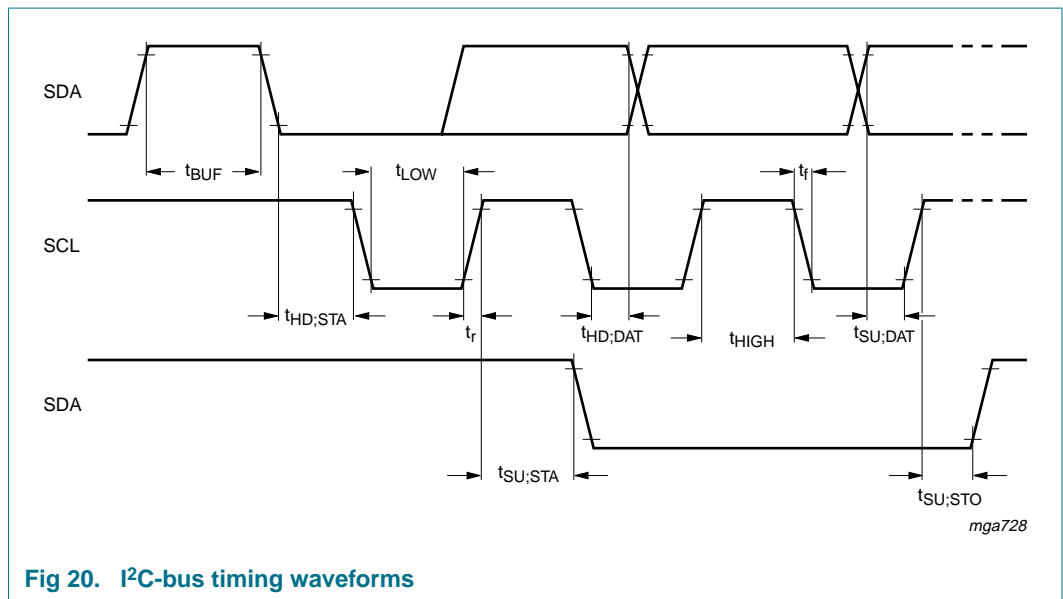 SDA
tBUF
tLOW
tf
SCL
tHD;STA
tr
tHD;DAT
tHIGH
tSU;DAT
SDA
tSU;STA
tSU;STO
mga728
Fig 20. I2C-bus timing waveforms